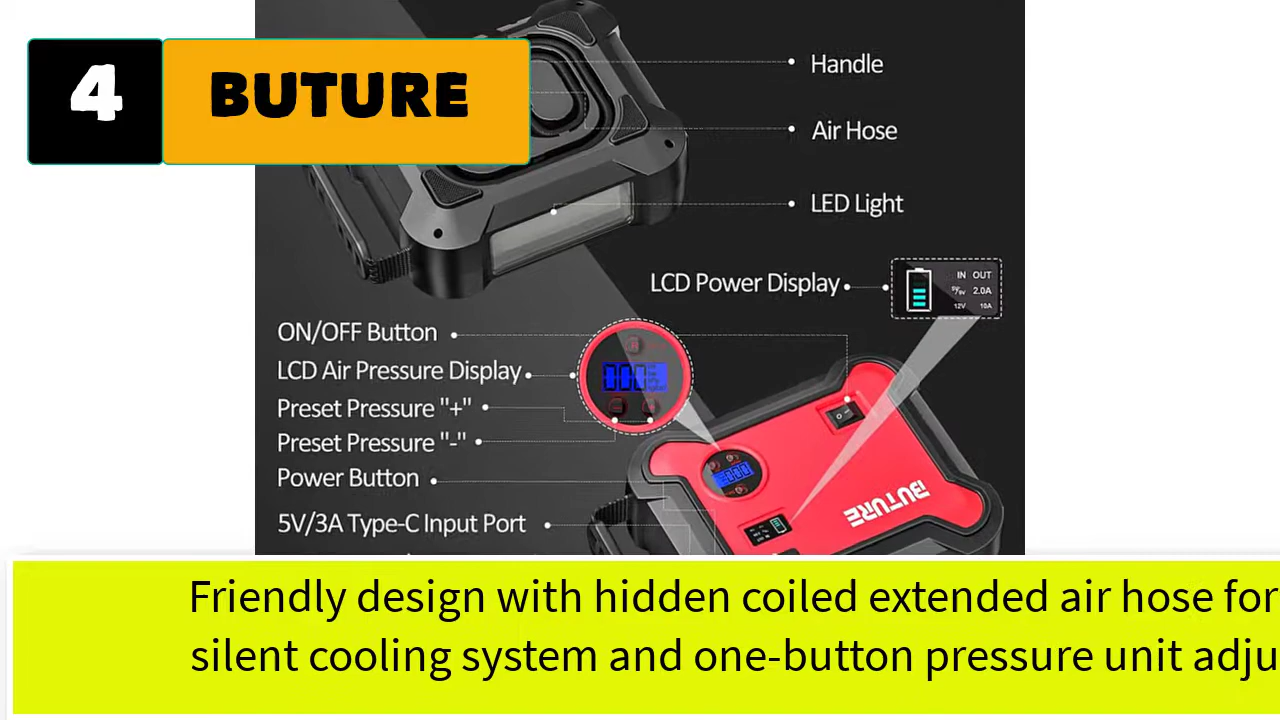 4 BUTURE
Handle
Air Hose
LED Light
LCD Power Display
IN OUT
2.0A
12V 10A
ON/OFF Button
LCD Air Pressure Display
Preset Pressure "+"
Preset Pressure "-"
Power Button
5V/3A Type-C Input Port
BUTURE
Friendly design with hidden coiled extended air hose for
silent cooling system and one-button pressure unit adju